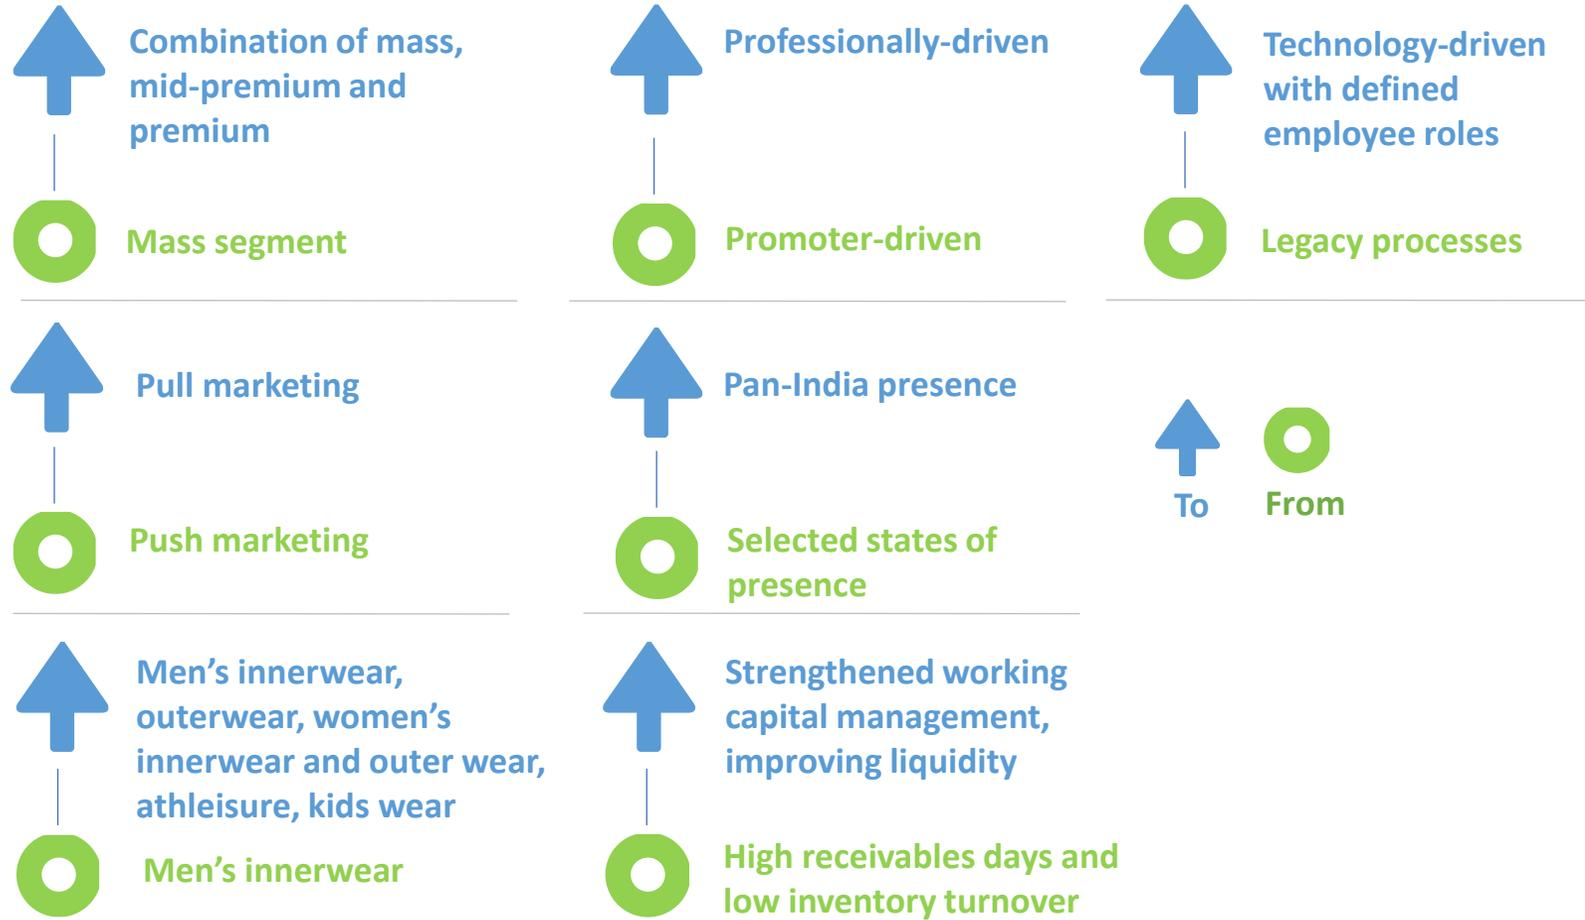 Combination of mass,
mid-premium and
premium
Mass segment
Professionally-driven
Promoter-driven
Technology-driven
with defined
employee roles
Legacy processes
Pull marketing
Push marketing
Pan-India presence
Selected states of
presence
To
From
Men’s innerwear,
outerwear, women’s
innerwear and outer wear,
athleisure, kids wear
Men’s innerwear
Strengthened working
capital management,
improving liquidity
High receivables days and
low inventory turnover